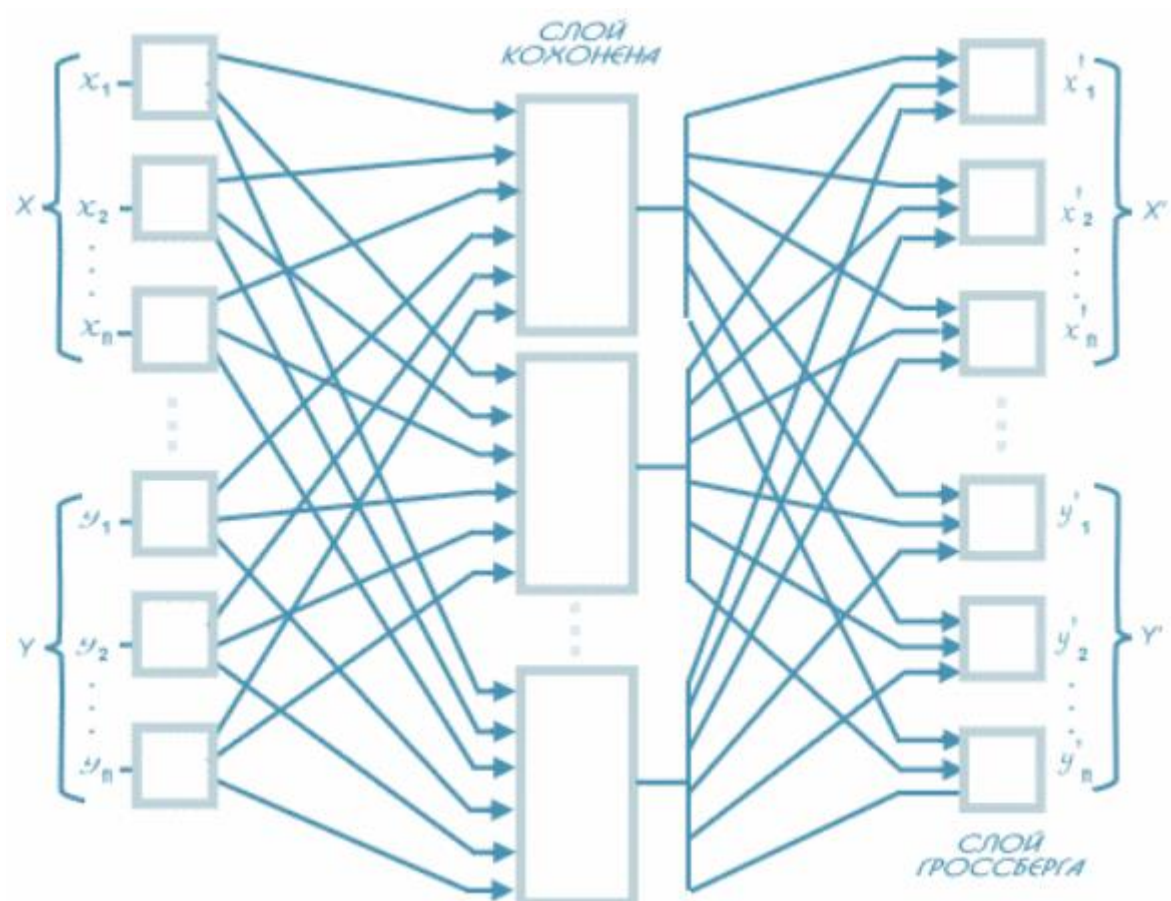 СЛОЙ
КОХОНЕНА
x₁
x₂
xₙ
X
y₁
y₂
yₙ
Y
x'₁
x'₂
x'ₙ
X'
y'₁
y'₂
y'ₙ
Y'
СЛОЙ
ГРОССБЕРГА